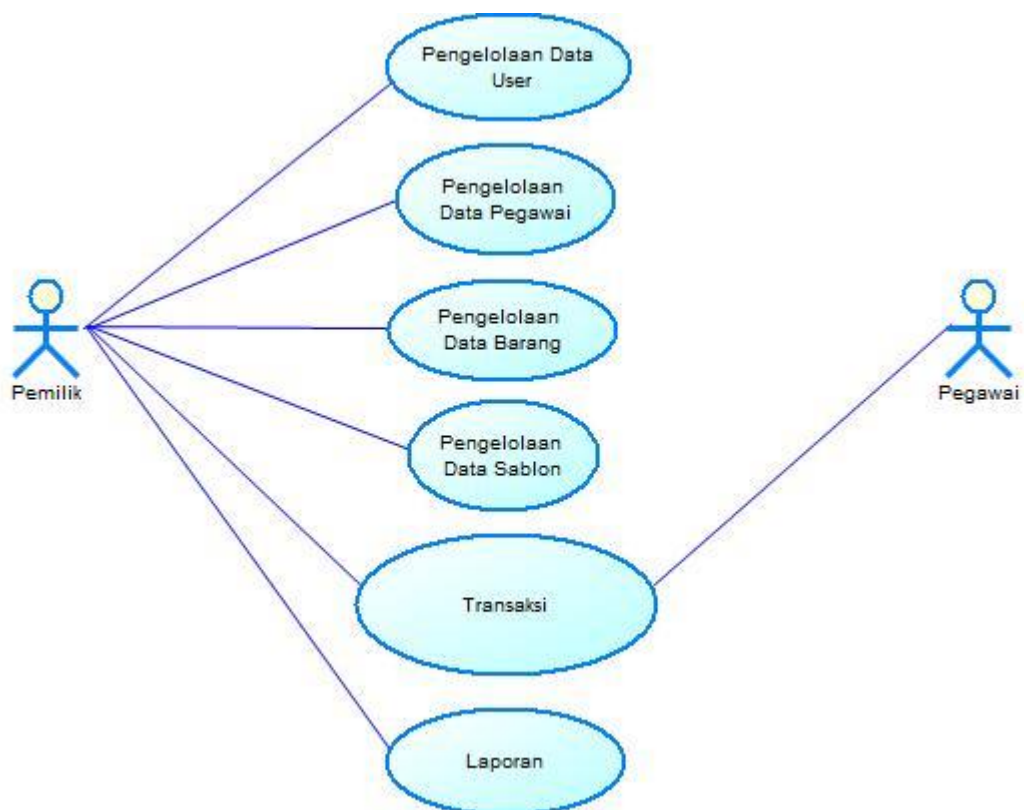 Pengelolaan Data
User
Pengelolaan
Data Pegawai
Pengelolaan
Data Barang
Pemilik
Pegawai
Pengelolaan
Data Sablon
Transaksi
Laporan